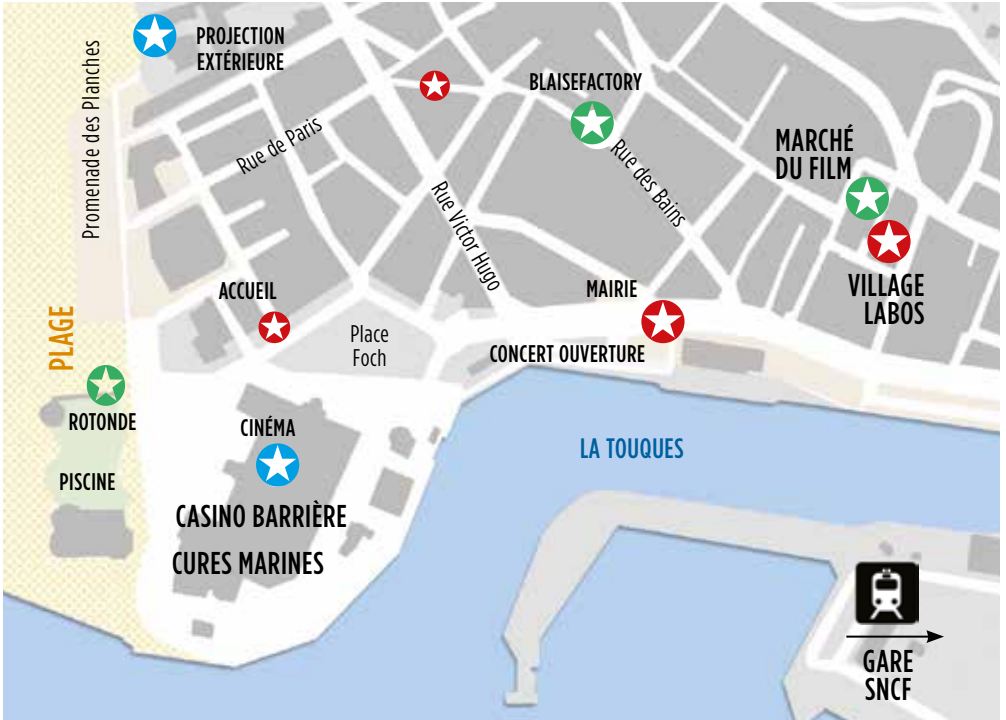 PROJECTION
EXTÉRIEURE
Promenade des Planches
Rue de Paris
BLAISEFACTORY
Rue des Bains
MARCHÉ
DU FILM
Rue Victor Hugo
VILLAGE
LABOS
ACCUEIL
MAIRIE
Place
Foch
CONCERT OUVERTURE
PLAGE
ROTONDE
CINÉMA
LA TOUQUES
PISCINE
CASINO BARRIÈRE
CURES MARINES
GARE
SNCF